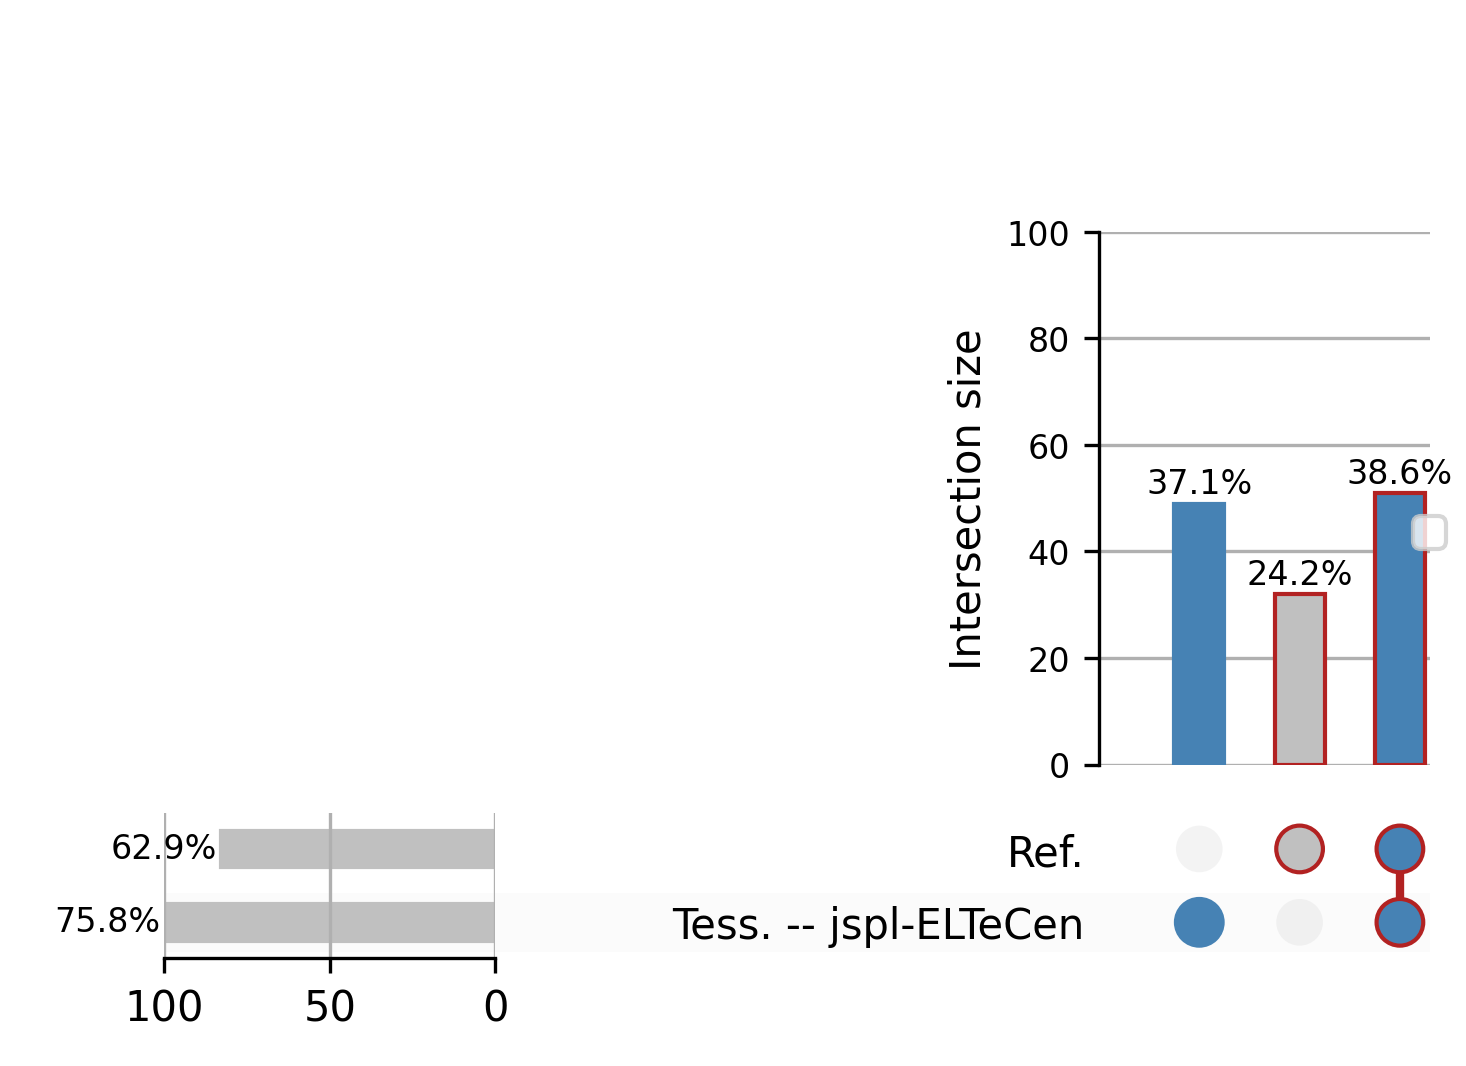 100
80
60
40
20
0
Intersection size
37.1%
24.2%
38.6%
62.9%
75.8%
100 50 0
Ref.
Tess. -- jspl-ELTeCen